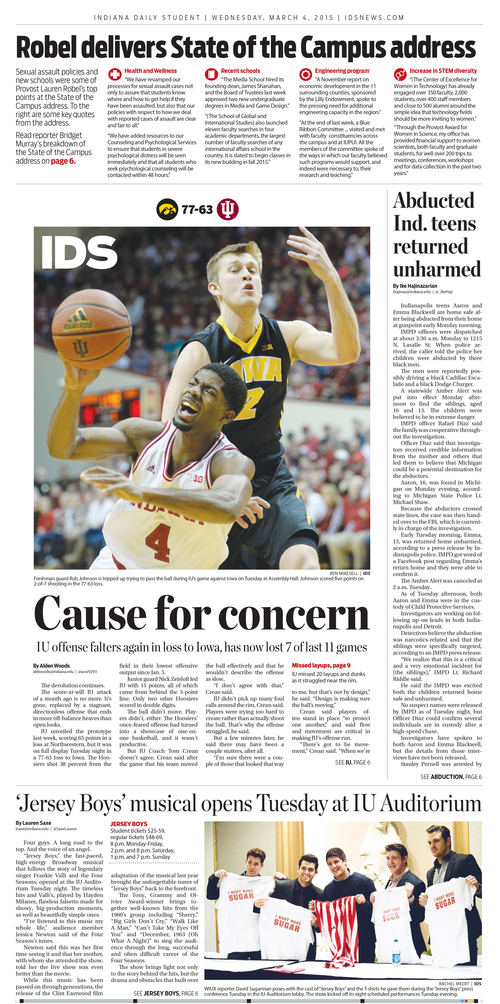 INDIANA DAILY STUDENT | WEDNESDAY, MARCH 4, 2015 | IDSNEWS.COM
Robel delivers State of the Campus address
Sexual assault policies and
new schools were some of
Provost Lauren Robel's top
points at the State of the
Campus address. To the
right are some key quotes
from the address.
Read reporter Bridget
Murray's breakdown of
the State of the Campus
address on page 6.
Health and Wellness
"We have revamped our
processes for sexual assault cases not
only to assure that students know
where and how to get help if they
have been assaulted, but also that our
policies with respect to how we deal
with reported cases of assault are clear
and fair to all."
"We have added resources to our
Counseling and Psychological Services
to ensure that students in severe
psychological distress will be seen
immediately and that all students who
seek psychological counseling will be
contacted within 48 hours."
Recent schools
"The Media School hired its
founding dean, James Shanahan,
and the Board of Trustees last week
approved two new undergraduate
degrees in Media and Game Design."
"(The School of Global and
International Studies) also launched
eleven faculty searches in four
academic departments, the largest
number of faculty searches of any
international affairs school in the
country. It is slated to begin classes in
its new building in fall 2015."
Engineering program
"A November report on
economic development in the 11
surrounding counties, sponsored
by the Lilly Endowment, spoke to
the pressing need for additional
engineering capacity in the region."
"At the end of last week, a Blue
Ribbon Committee ... visited and met
with faculty constituencies across
the campus and at IUPUI. All the
members of the committee spoke of
the ways in which our faculty believed
such programs would support, and
indeed were necessary to, their
research and teaching."
Increase in STEM diversity
"(The Center of Excellence for
Women in Technology) has already
engaged over 350 faculty, 2,000
students, over 400 staff members
and close to 500 alumni around the
simple idea that technology fields
should be more inviting to women."
"Through the Provost Award for
Women in Science, my office has
provided financial support to women
scientists, both faculty and graduate
students, for well over 200 trips to
meetings, conferences, workshops
and for data collection in the past two
years."
77-63
IDS
BEN MIKESELL | IDS
Freshman guard Rob Johnson is tripped up trying to pass the ball during IU's game against Iowa on Tuesday at Assembly Hall. Johnson scored five points on
2-of-7 shooting in the 77-63 loss.
Cause for concern
IU offense falters again in loss to Iowa, has now lost 7 of last 11 games
By Alden Woods
The devotion continues.
The score-at-will IU attack
of a month ago is no more. It's
gone, replaced by a stagnant,
directionless offense that ends
in more off-balance heaves than
open looks.
IU unveiled the prototype
last week, scoring 65 points in a
loss at Northwestern, but it was
on full display Tuesday night in
a 77-63 loss to Iowa. The Hoo-
siers shot 38 percent from the
field in their lowest offensive
output since Jan. 5.
Junior guard Nick Zeisloft led
IU with 15 points, all of which
came from behind the 3-point
line. Only two other Hoosiers
scored in double digits.
The ball didn't move. Play-
ers didn't, either. The Hoosiers'
once-feared offense had turned
into a showcase of one-on-
one basketball, and it wasn't
productive.
But IU Coach Tom Crean
doesn't agree. Crean said after
the game that his team moved
the ball effectively and that he
wouldn't describe the offense
as slow.
"I don't agree with that,"
Crean said.
IU didn't pick up many foul
calls around the rim, Crean said.
Players were trying too hard to
create rather than actually shoot
the ball. That's why the offense
struggled, he said.
But a few minutes later, he
said there may have been a
couple stutters, after all.
"I'm sure there were a cou-
ple of those that looked that way
Missed layups, page 9
IU missed 20 layups and dunks
as it struggled near the rim.
to me, but that's not by design,"
he said. "Design is making sure
the ball's moving."
Crean said players of-
ten stand in place "to protect
one another," and said flow
and movement are critical in
making IU's offense run.
"There's got to be move-
ment," Crean said. "When we're
SEE IU, PAGE 6
Abducted
Ind. teens
returned
unharmed
By Ike Hajinazarian
Indianapolis teens Aaron and
Emma Blackwell are home safe af-
ter being abducted from their home
at gunpoint early Monday morning.
IMPD officers were dispatched
at about 3:30 a.m. Monday to 1215
N. Lasalle St. When police ar-
rived, the caller told the police her
children were abducted by three
black men.
The men were reportedly pos-
sibly driving a black Cadillac Esca-
lade and a black Dodge Charger.
A statewide Amber Alert was
put into effect Monday after-
noon to find the siblings, aged
16 and 13. The children were
believed to be in extreme danger.
IMPD officer Rafael Diaz said
the family was cooperative through-
out the investigation.
Officer Diaz said that investiga-
tors received credible information
from the mother and others that
led them to believe that Michigan
could be a potential destination for
the abductors.
Aaron, 16, was found in Michi-
gan on Monday evening, accord-
ing to Michigan State Police Lt.
Michael Shaw.
Because the abductors crossed
state lines, the case was then hand-
ed over to the FBI, which is current-
ly in charge of the investigation.
Early Tuesday morning, Emma,
13, was returned home unharmed,
according to a press release by In-
dianapolis police. IMPD got word of
a Facebook post regarding Emma's
return home and they were able to
confirm it.
The Amber Alert was canceled at
2 a.m. Tuesday.
As of Tuesday afternoon, both
Aaron and Emma were in the cus-
tody of Child Protective Services.
Investigators are working on fol-
lowing up on leads in both Indi-
anapolis and Detroit.
Detectives believe the abduction
was narcotics related and that the
siblings were specifically targeted,
according to an IMPD press release.
"We realize that this is a critical
and a very emotional incident for
(the siblings)," IMPD Lt. Richard
Riddle said
He said the IMPD was excited
both the children returned home
safe and unharmed.
No suspect names were released
by IMPD as of Tuesday night, but
Officer Diaz could confirm several
individuals are in custody after a
high-speed chase.
Investigators have spoken to
both Aaron and Emma Blackwell,
but the details from those inter-
views have not been released.
Stanley Pernell was arrested by
SEE ABDUCTION, PAGE 6
'Jersey Boys' musical opens Tuesday at IU Auditorium
By Lauren Saxe
Four guys. A long road to the
top. And the voice of an angel.
"Jersey Boys," the fast-paced,
high-energy Broadway musical
that follows the story of legendary
singer Frankie Valli and the Four
Seasons, opened at the IU Audito-
rium Tuesday night. The timeless
hits and Valli's, played by Hayden
Milanes, flawless falsetto made for
showy, big-production moments,
as well as beautifully simple ones.
"I've listened to this music my
whole life," audience member
Jessica Newton said of the Four
Season's tunes.
Newton said this was her first
time seeing it and that her mother,
with whom she attended the show,
told her the live show was even
better than the movie.
While this music has been
passed on through generations, the
release of the Clint Eastwood film
JERSEY BOYS
Student tickets $25-59,
regular tickets $48-69,
8 p.m. Monday-Friday,
2 p.m. and 8 p.m. Saturday,
1 p.m. and 7 p.m. Sunday
adaptation of the musical last year
brought the unforgettable tunes of
"Jersey Boys" back to the forefront.
The Tony, Grammy and Ol-
ivier Award-winner brings to-
gether well-known hits from the
1960's group including "Sherry,"
"Big Girls Don't Cry," "Walk Like
A Man," "Can't Take My Eyes Off
You" and "December, 1963 (Oh
What A Night)" to sing the audi-
ence through the long, successful
and often difficult career of the
Four Seasons.
The show brings light not only
to the story behind the hits, but the
dramas and obstacles that built over
SEE JERSEY BOYS, PAGE 6
I WANT MORE
SUGAR
RACHEL MEERT | IDS
WIUX reporter David Sugarman poses with the cast of "Jersey Boys" and the T-shirts he gave them during the "Jersey Boys" press
conference Tuesday in the IU Auditorium lobby. The show kicked off its eight scheduled performances Tuesday evening.